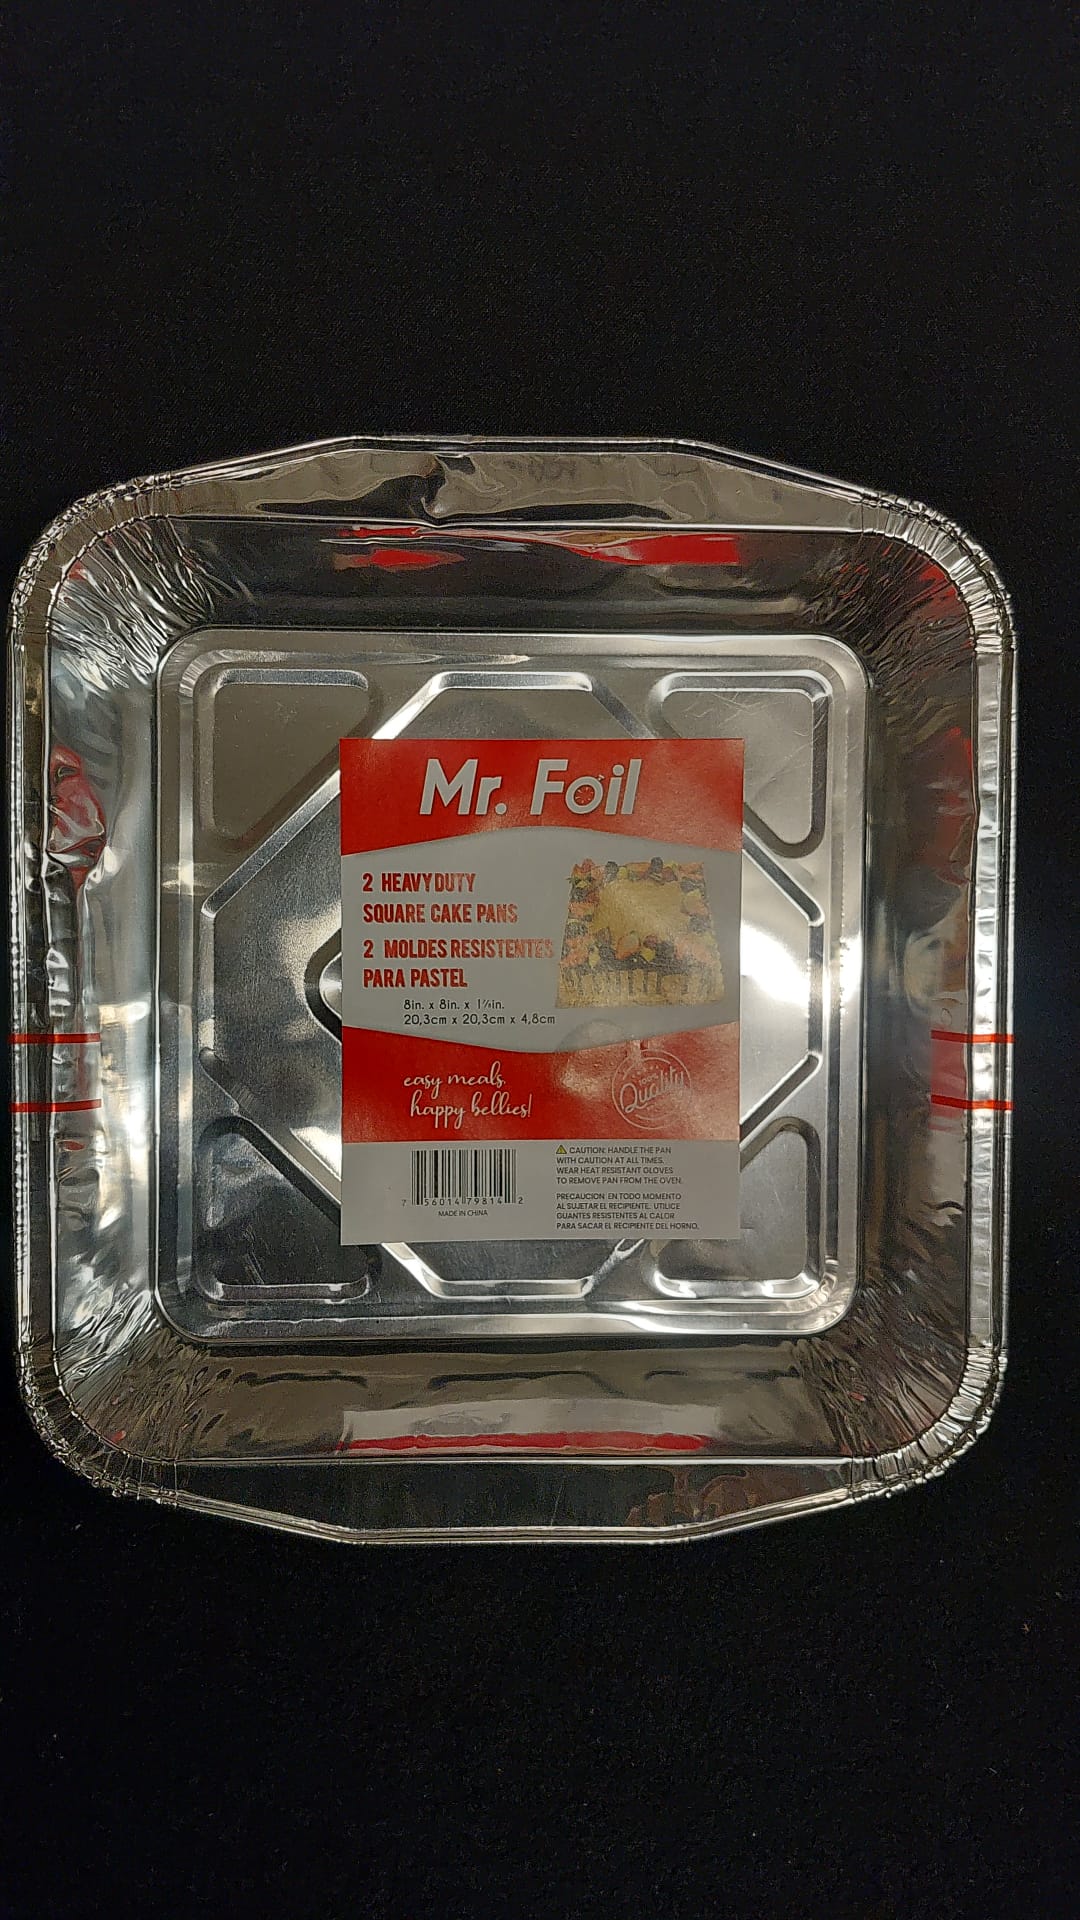 Mr. Foil
2 HEAVY DUTY
SQUARE CAKE PANS
2 MOLDES RESISTENTES
PARA PASTEL
8in. x 8in. x 1⅞in.
20,3cm x 20,3cm x 4,8cm
easy meals,
happy bellies!
Quality
⚠ CAUTION: HANDLE THE PAN
WITH CAUTION AT ALL TIMES.
WEAR HEAT RESISTANT GLOVES
TO REMOVE PAN FROM THE OVEN.
PRECAUCION EN TODO MOMENTO
AL SUJETAR EL RECIPIENTE. UTILICE
GUANTES RESISTENTES AL CALOR
PARA SACAR EL RECIPIENTE DEL HORNO.
7 56014 79814 2
MADE IN CHINA